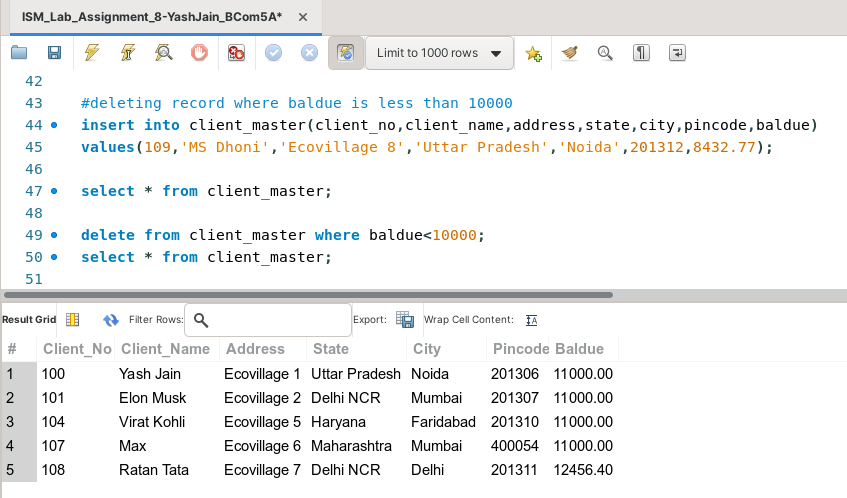 ISM_Lab_Assignment_8-YashJain_BCom5A*
Limit to 1000 rows
42
43 #deleting record where baldue is less than 10000
44 insert into client_master(client_no,client_name,address,state,city,pincode,baldue)
45 values(109,'MS Dhoni','Ecovillage 8','Uttar Pradesh','Noida',201312,8432.77);
46
47 select * from client_master;
48
49 delete from client_master where baldue<10000;
50 select * from client_master;
51
Result Grid Filter Rows: Export: Wrap Cell Content:
# Client_No Client_Name Address State City Pincode Baldue
1 100 Yash Jain Ecovillage 1 Uttar Pradesh Noida 201306 11000.00
2 101 Elon Musk Ecovillage 2 Delhi NCR Mumbai 201307 11000.00
3 104 Virat Kohli Ecovillage 5 Haryana Faridabad 201310 11000.00
4 107 Max Ecovillage 6 Maharashtra Mumbai 400054 11000.00
5 108 Ratan Tata Ecovillage 7 Delhi NCR Delhi 201311 12456.40